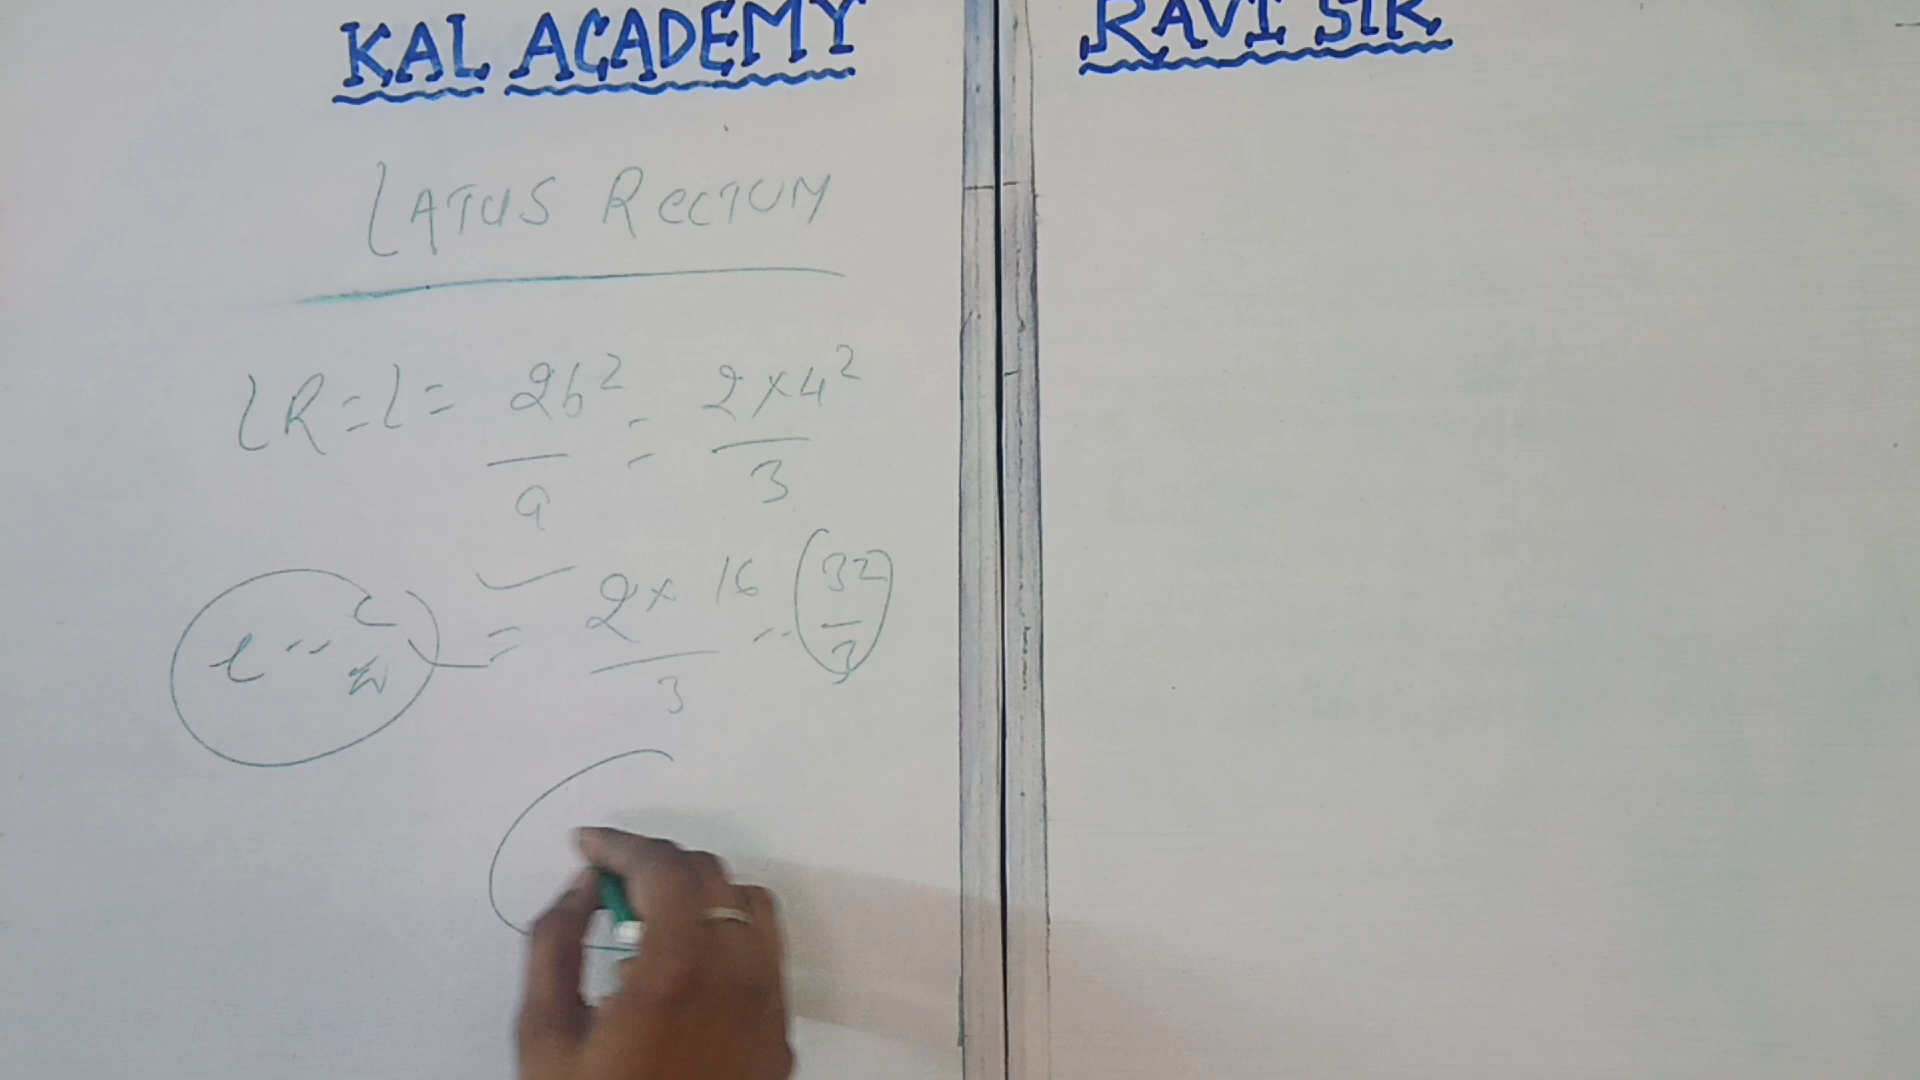 KAL ACADEMY
RAVI SIR
LATUS RECTUM
LR = l = 2b²/a = 2×4²/3
= 2×16/3 = 32/3
e = c/a